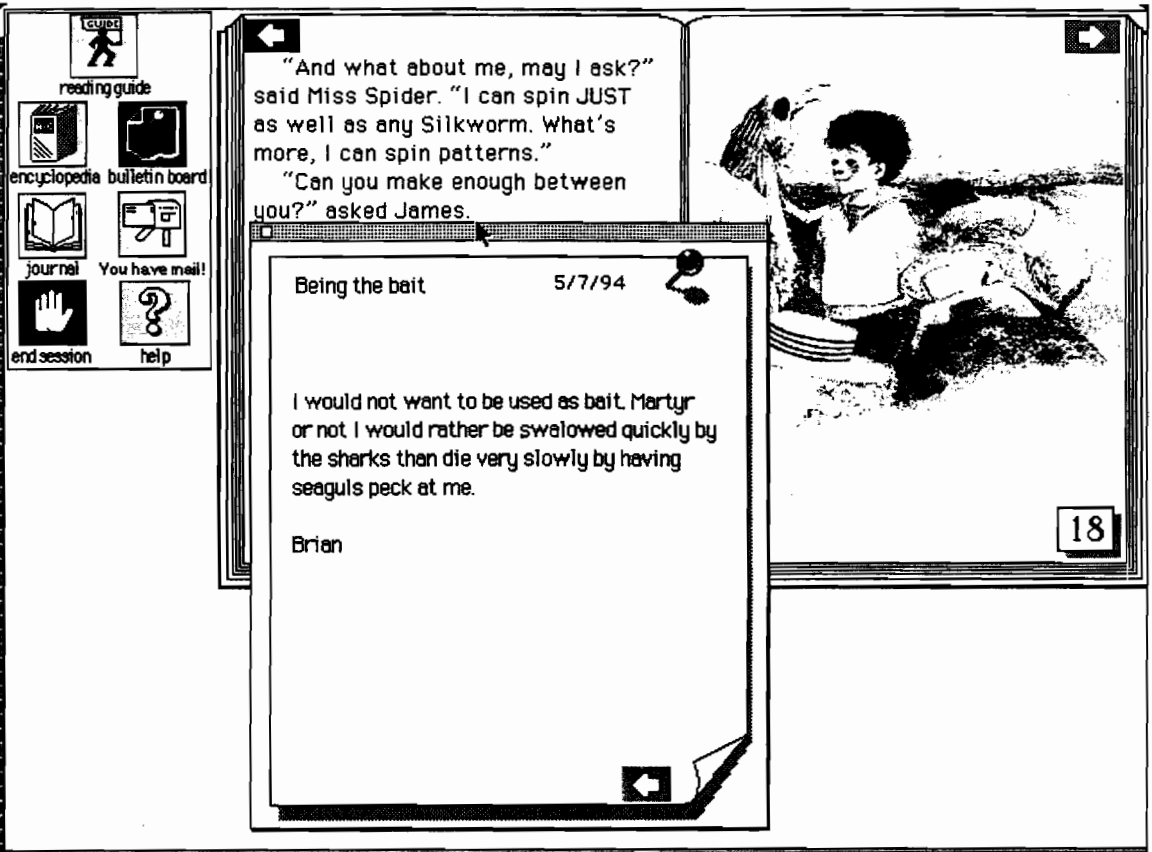 GUIDE
reading guide
encyclopedia
bulletin board
journal
You have mail!
end session
help
“And what about me, may I ask?”
said Miss Spider. “I can spin JUST
as well as any Silkworm. What's
more, I can spin patterns.”
“Can you make enough between
you?” asked James.
Being the bait 5/7/94
I would not want to be used as bait. Martyr
or not I would rather be swalowed quickly by
the sharks than die very slowly by having
seaguls peck at me.
Brian
18